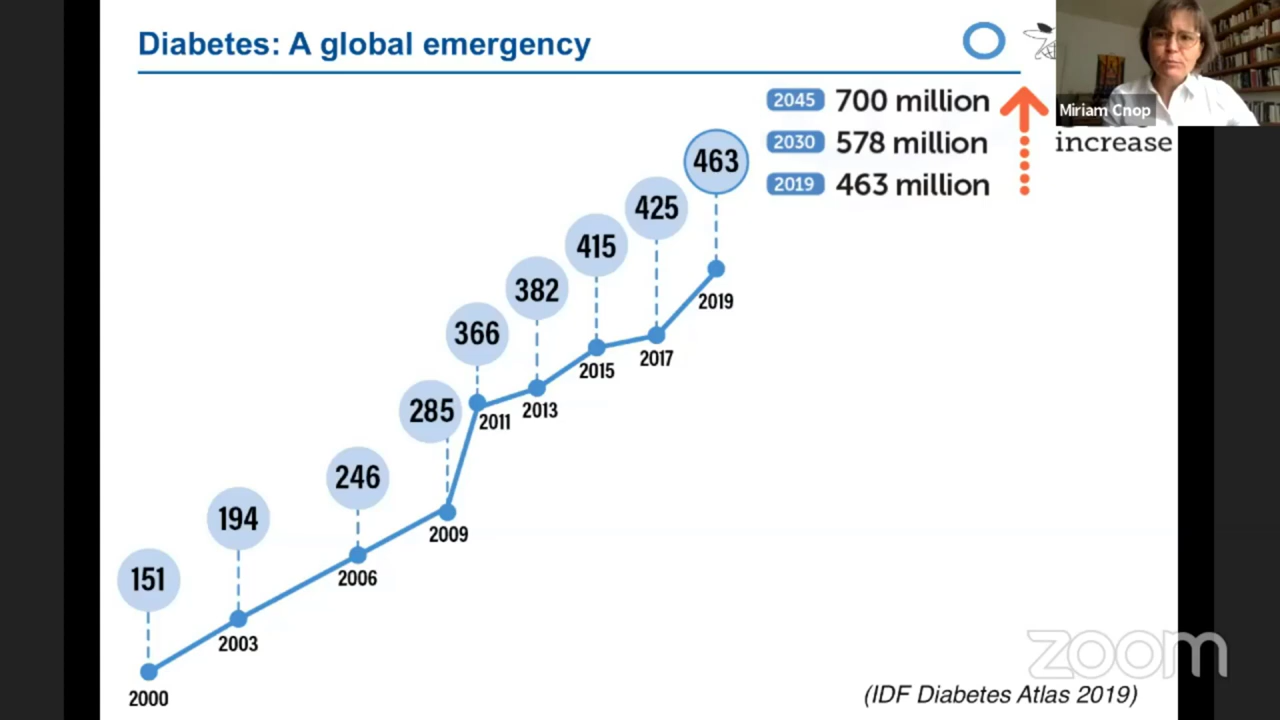 Diabetes: A global emergency
Miriam Cnop
2045 700 million
2030 578 million
increase
2019 463 million
463
425
415
382
366
285
246
194
151
2019
2017
2015
2013
2011
2009
2006
2003
2000
zoom
(IDF Diabetes Atlas 2019)